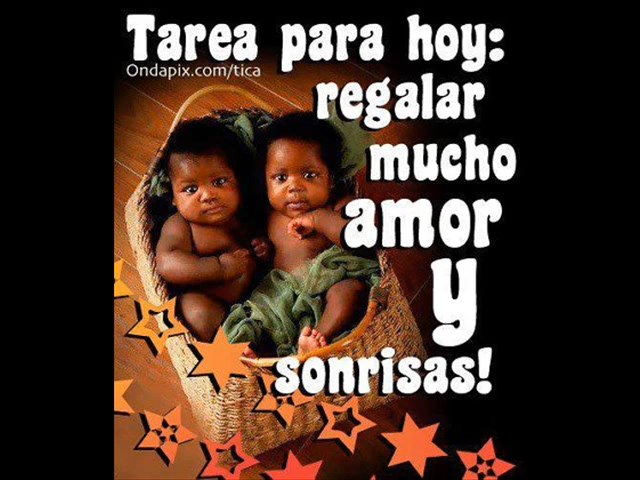 Tarea para hoy:
Ondapix.com/tica
regalar
mucho
amor
y
sonrisas!